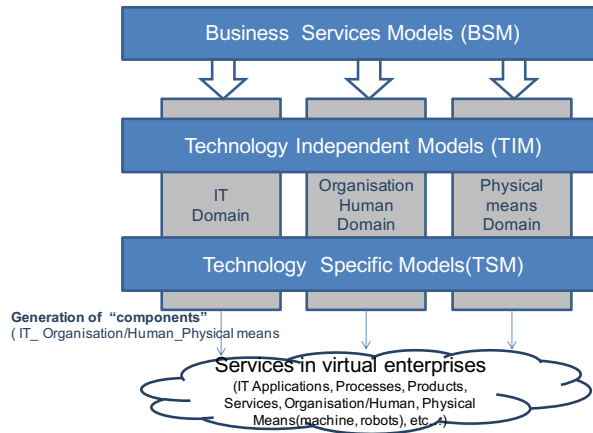 Business Services Models (BSM)
Technology Independent Models (TIM)
IT
Domain
Organisation
Human
Domain
Physical
means
Domain
Technology Specific Models(TSM)
Generation of “components”
( IT_ Organisation/Human_Physical means
Services in virtual enterprises
(IT Applications, Processes, Products,
Services, Organisation/Human, Physical
Means(machine, robots), etc...)